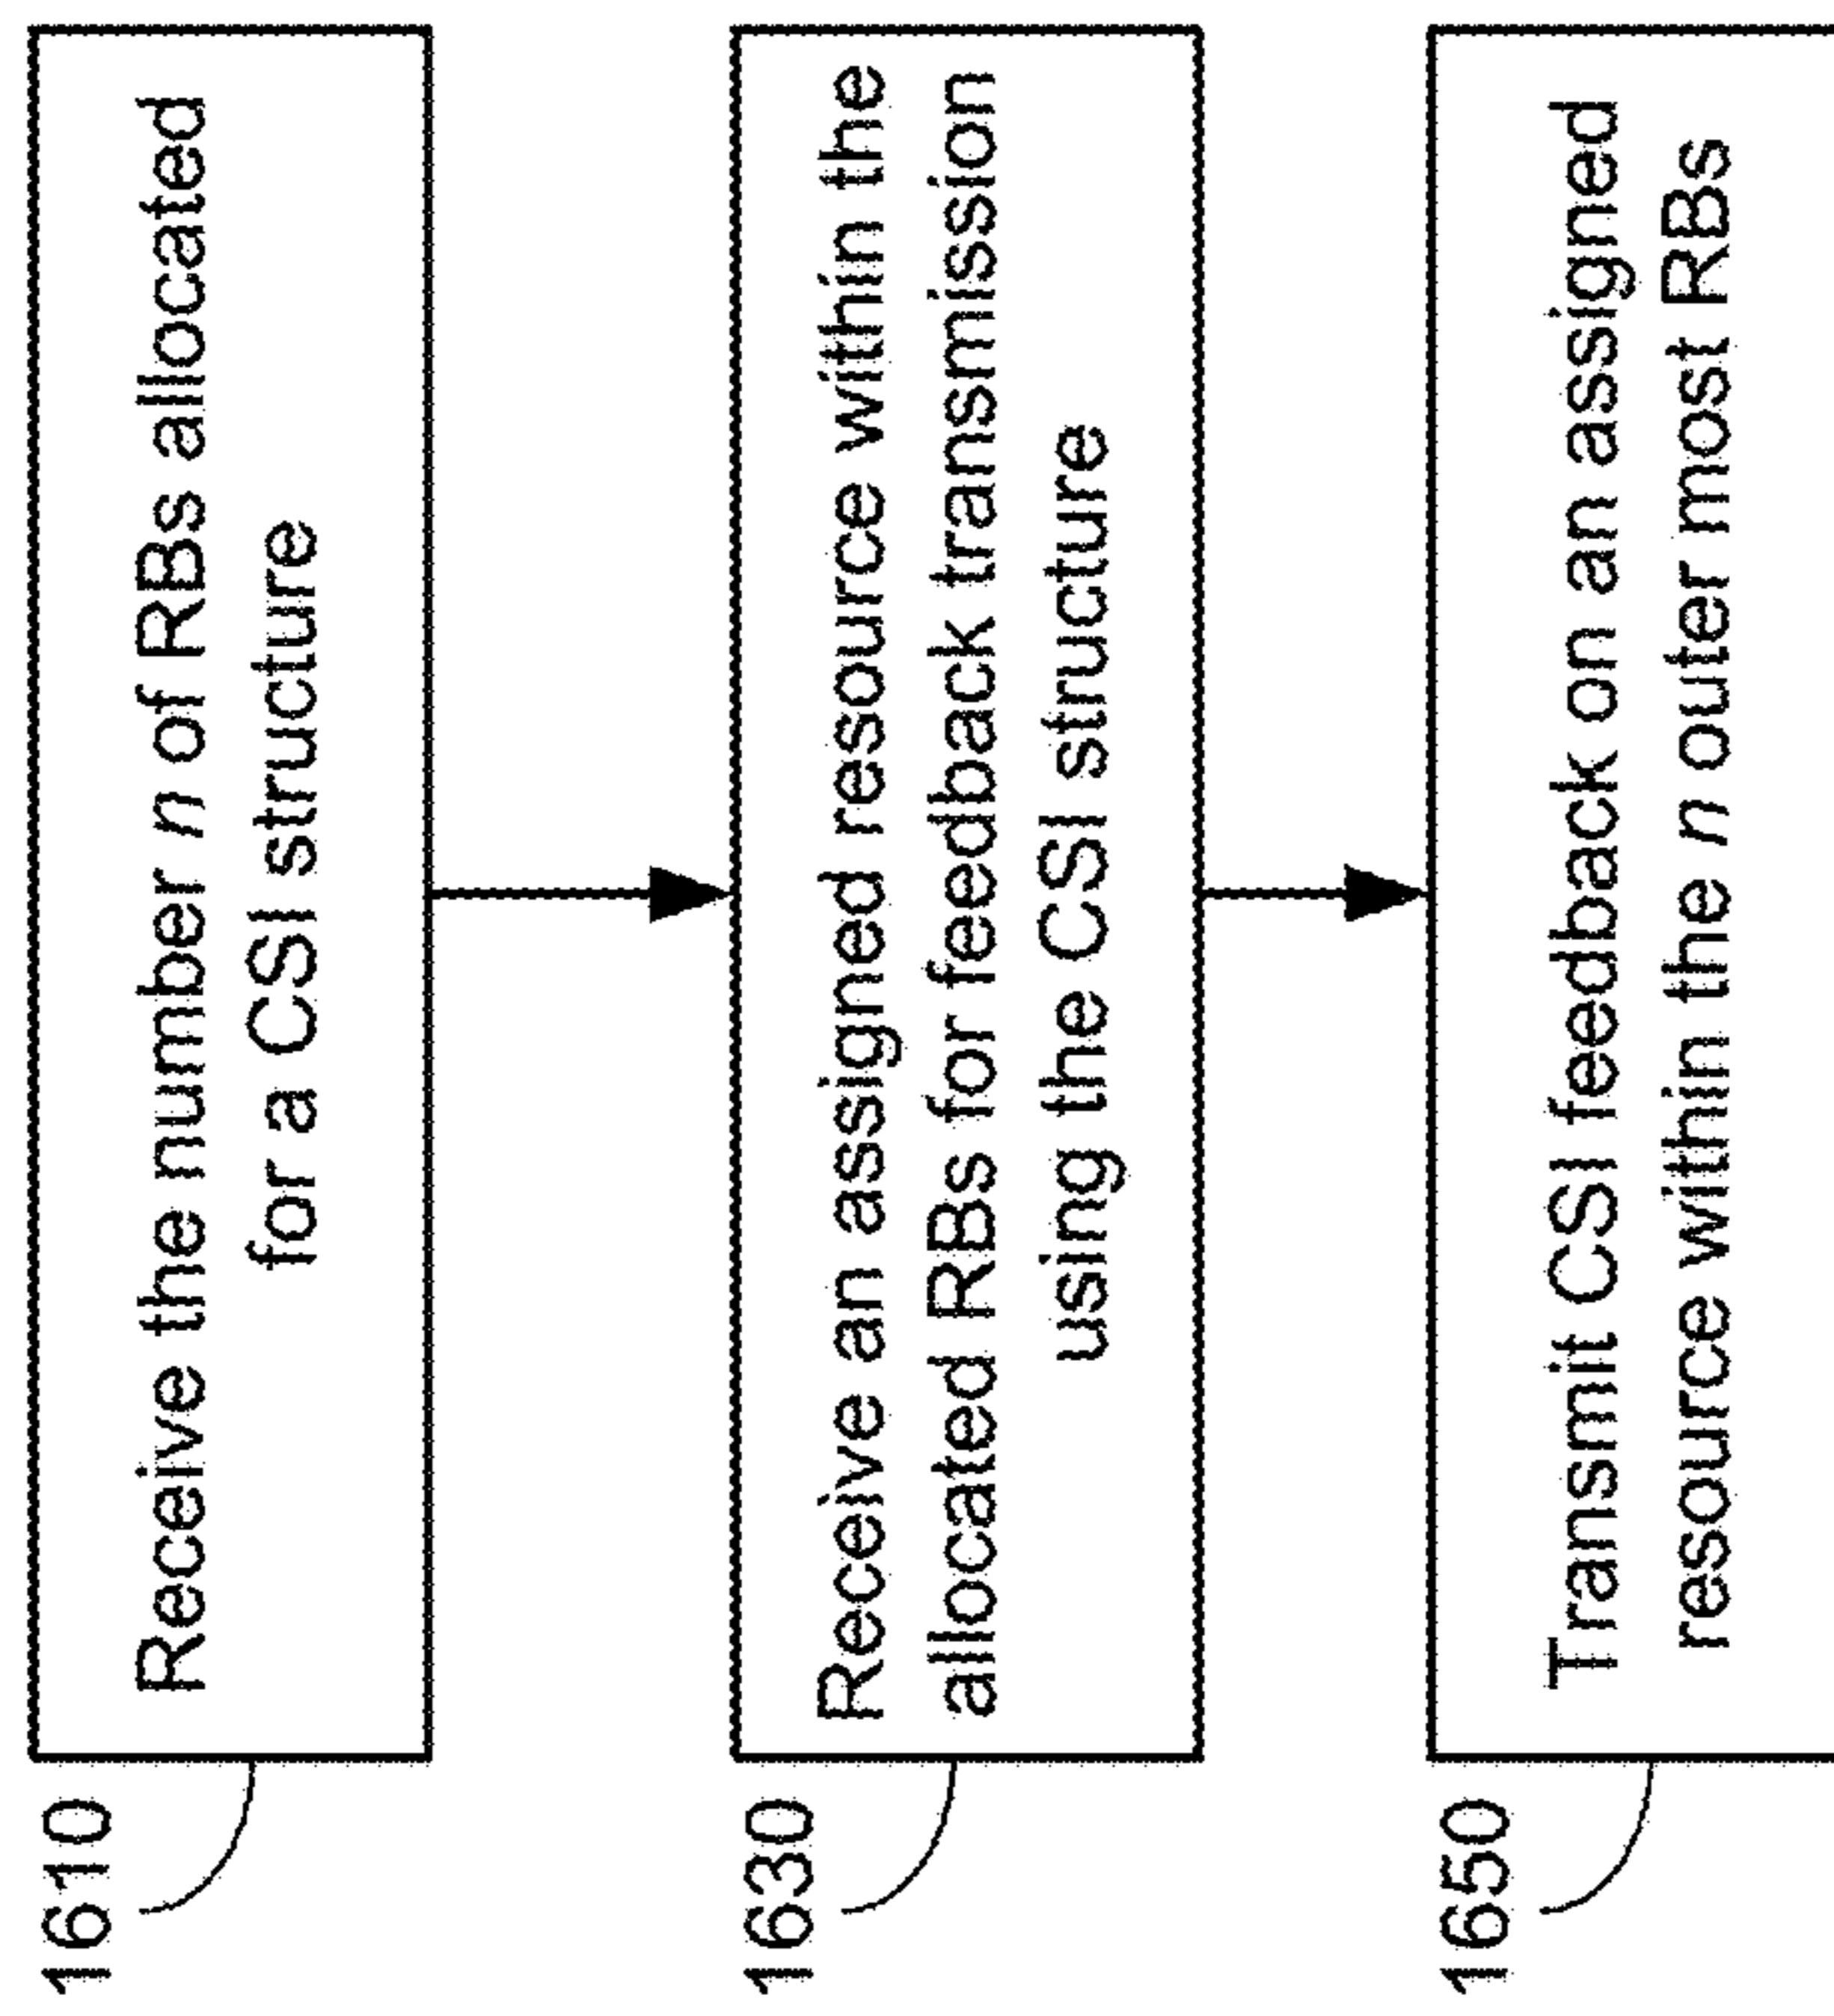 1610
Receive the number n of RBs allocated
for a CSI structure
1630
Receive an assigned resource within the
allocated RBs for feedback transmission
using the CSI structure
1650
Transmit CSI feedback on an assigned
resource within the n outer most RBs